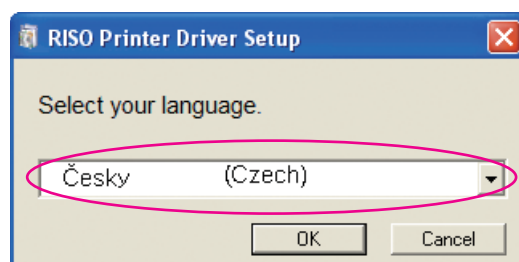 RISO Printer Driver Setup
Select your language.
Česky (Czech)
OK Cancel